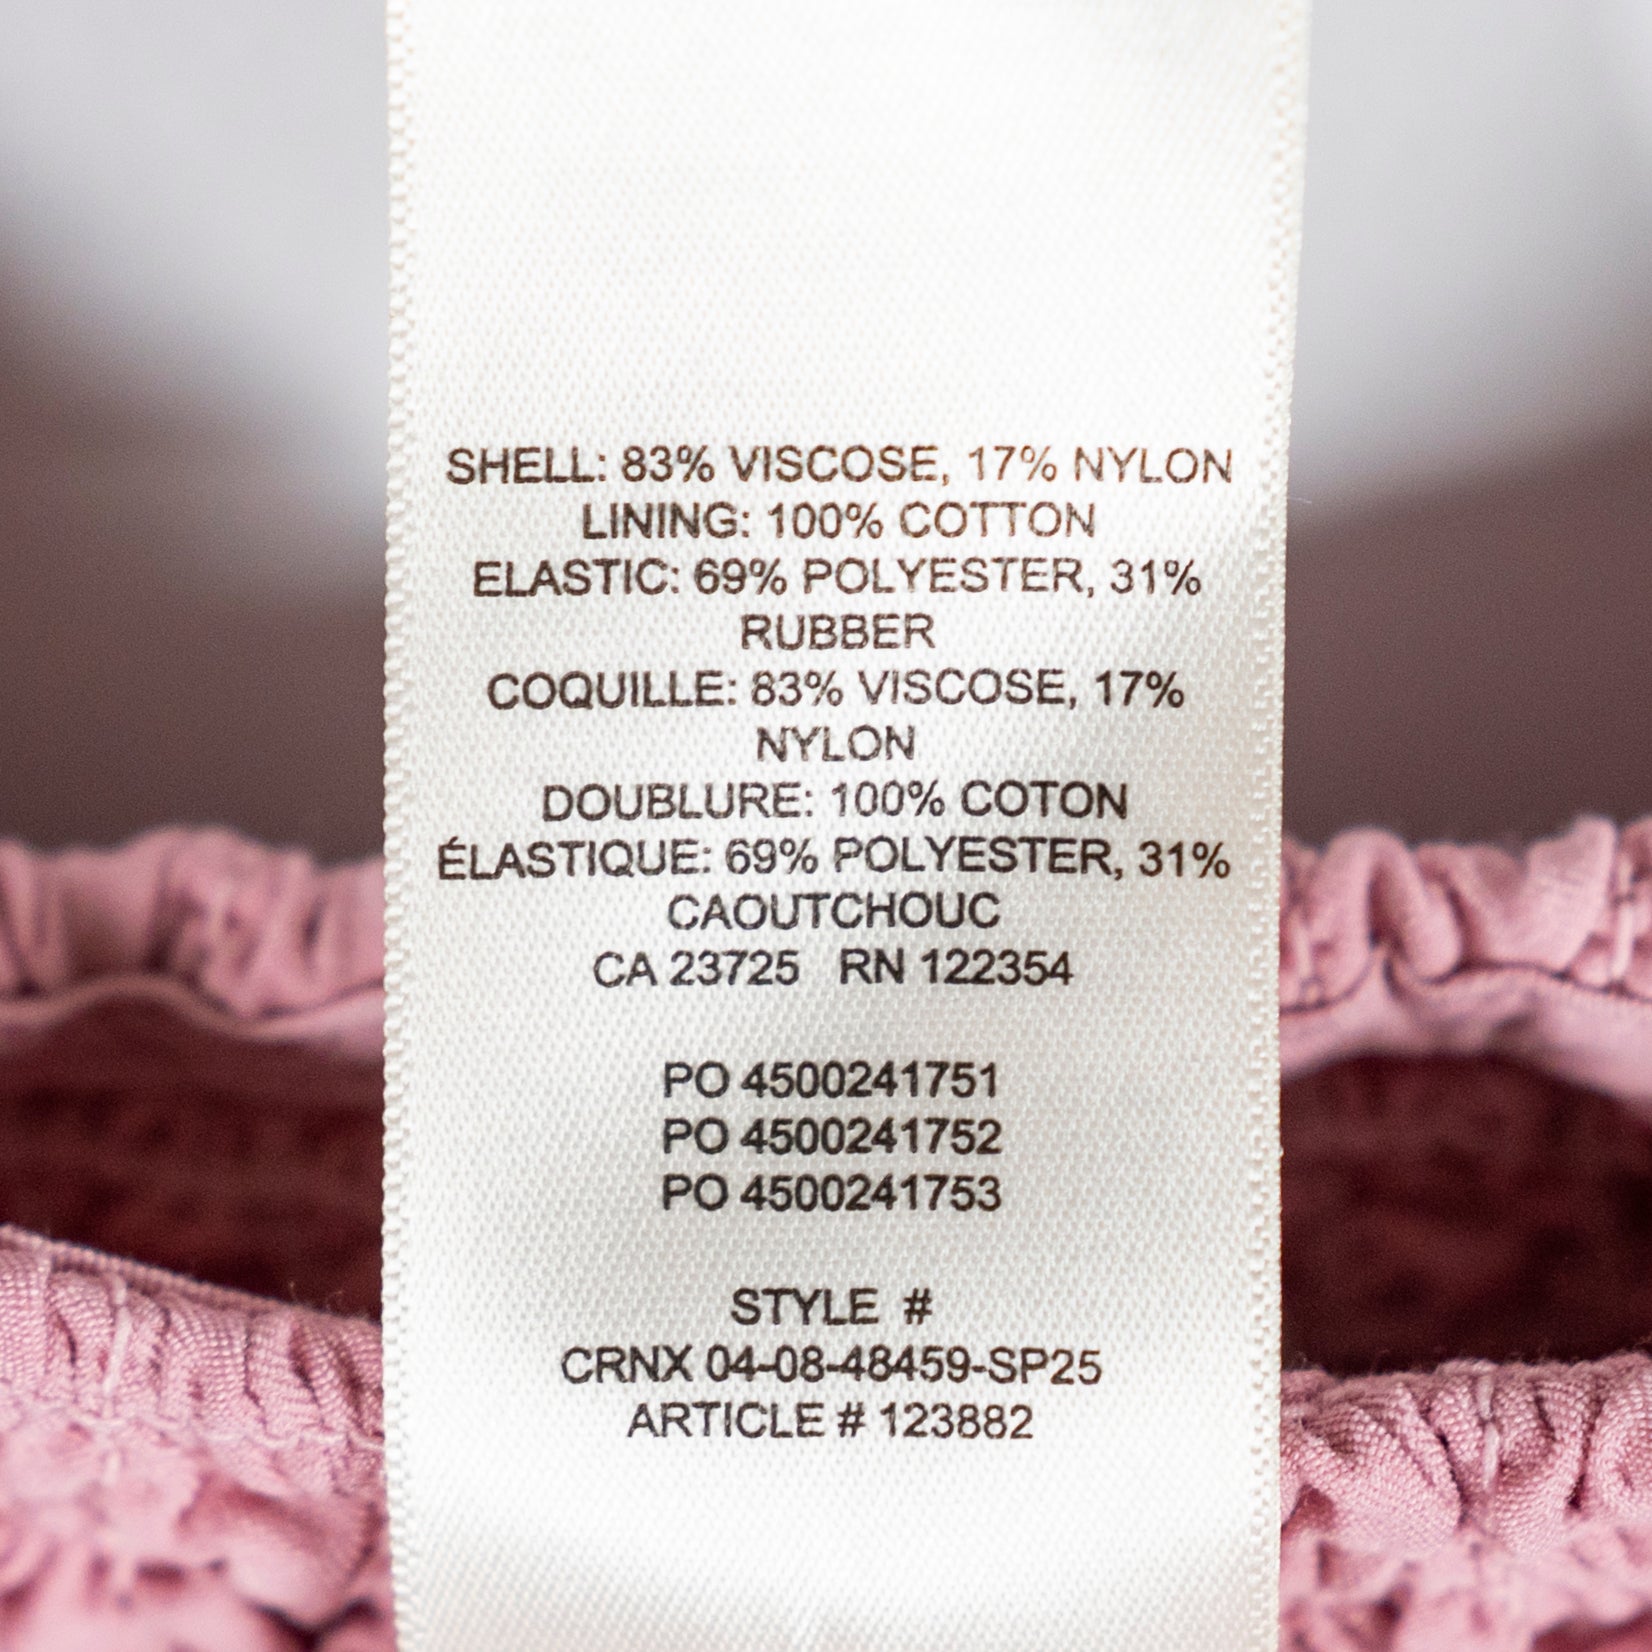 SHELL: 83% VISCOSE, 17% NYLON
LINING: 100% COTTON
ELASTIC: 69% POLYESTER, 31%
RUBBER
COQUILLE: 83% VISCOSE, 17%
NYLON
DOUBLURE: 100% COTON
ÉLASTIQUE: 69% POLYESTER, 31%
CAOUTCHOUC
CA 23725 RN 122354
PO 4500241751
PO 4500241752
PO 4500241753
STYLE #
CRNX 04-08-48459-SP25
ARTICLE # 123882